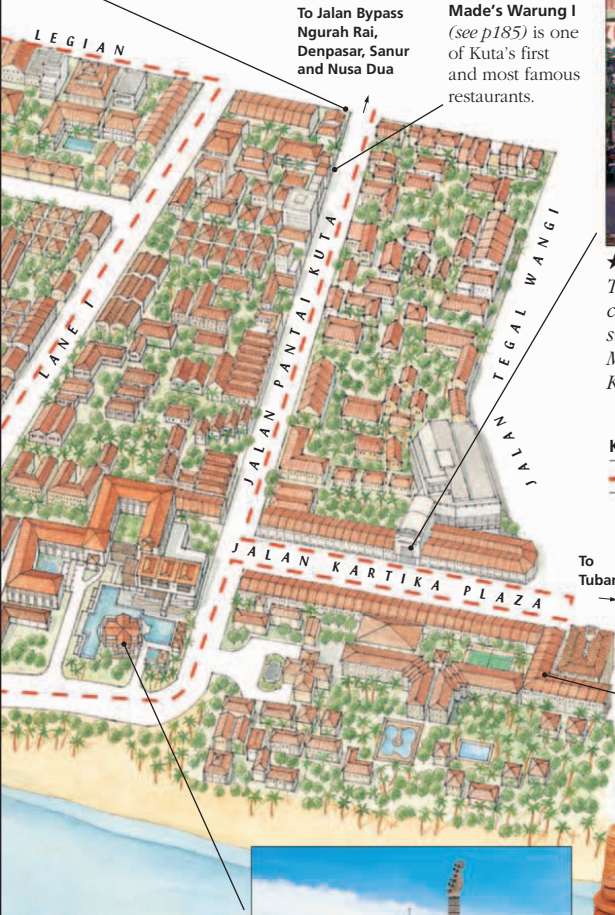 To Jalan Bypass
Ngurah Rai,
Denpasar, Sanur
and Nusa Dua
Made's Warung I
(see p185) is one
of Kuta's first
and most famous
restaurants.
LEGIAN
LANE 1
JALAN PANTAI KUTA
JALAN TEGAL WANGI
JALAN KARTIKA PLAZA
To